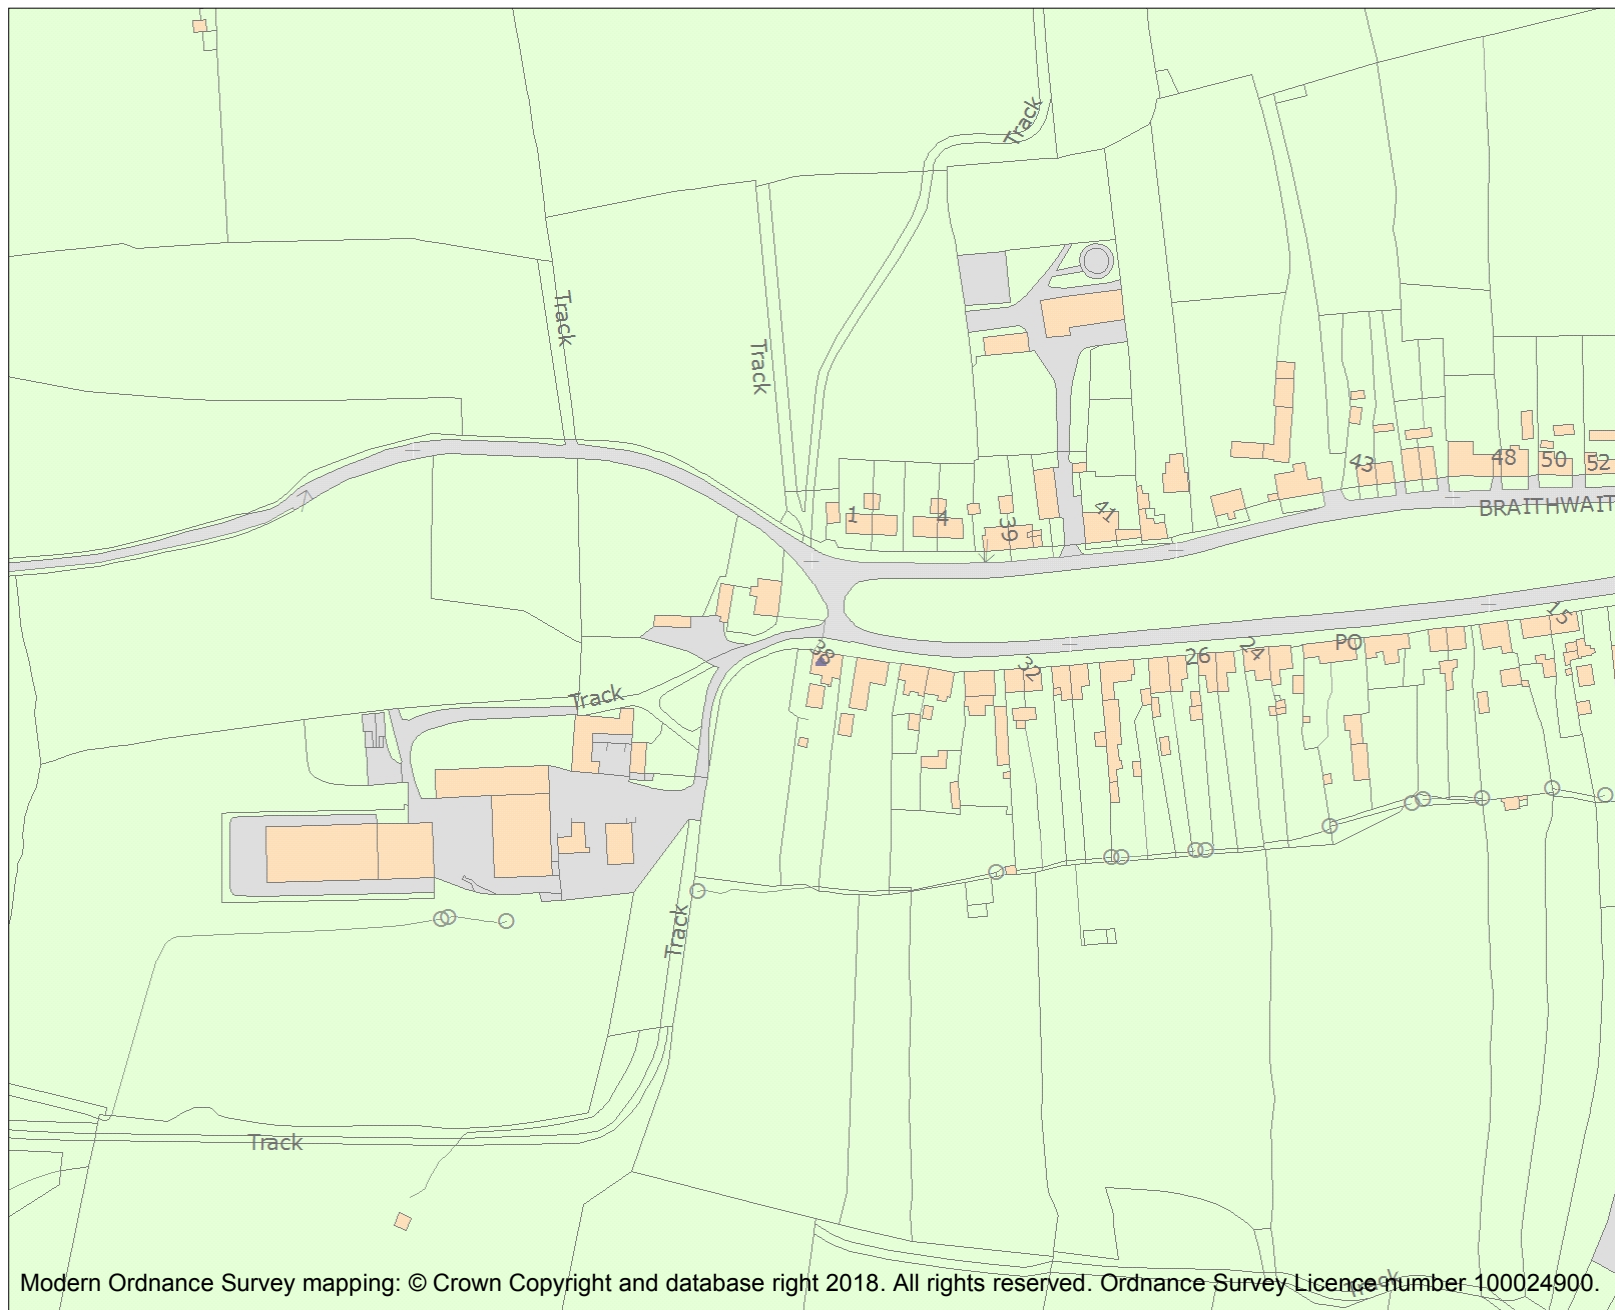 Track
Track
Track
1
4
39
41
43
48
50
52
BRAITHWAIT
38
32
26
24
PO
15
Track
Track
Track
Track
Modern Ordnance Survey mapping: © Crown Copyright and database right 2018. All rights reserved. Ordnance Survey Licence number 100024900.